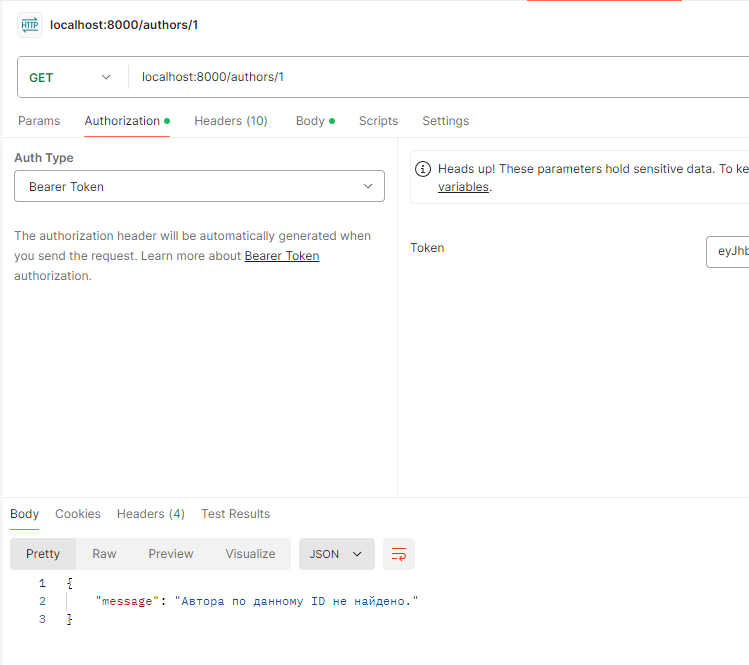 HTTP localhost:8000/authors/1
GET localhost:8000/authors/1
Params Authorization Headers (10) Body Scripts Settings
Auth Type
Bearer Token
The authorization header will be automatically generated when
you send the request. Learn more about Bearer Token
authorization.
Heads up! These parameters hold sensitive data. To ke
variables.
Token eyJhb
Body Cookies Headers (4) Test Results
Pretty Raw Preview Visualize JSON
1 {
2 "message": "Автора по данному ID не найдено."
3 }